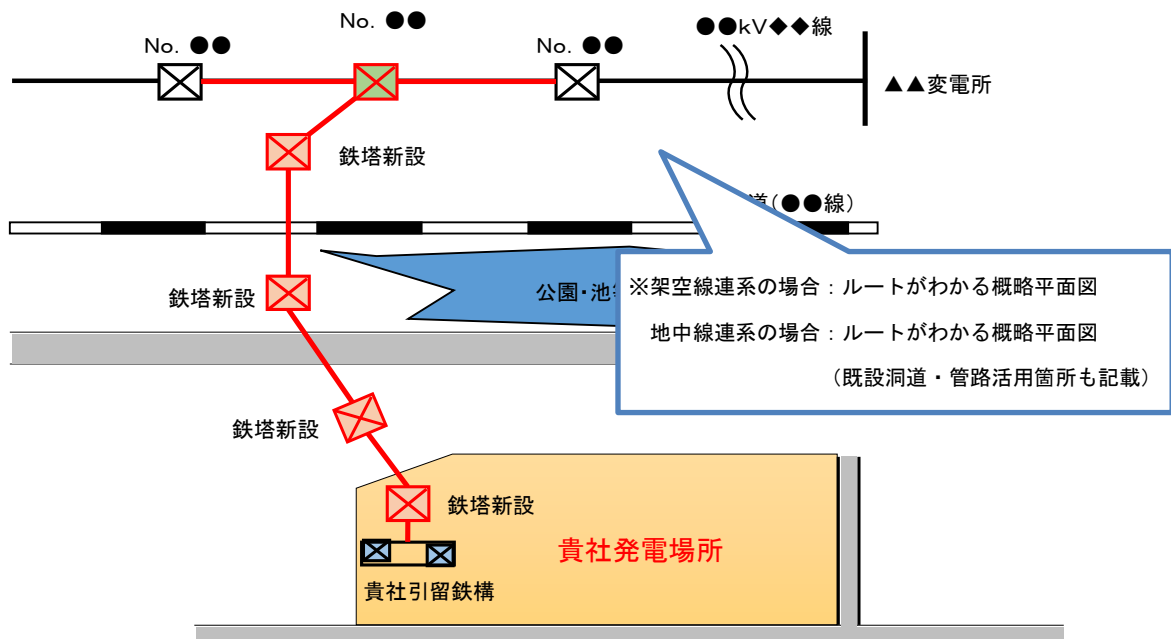 No. ●●
●●kV◆◆線
No. ●●
No. ●●
▲▲変電所
鉄塔新設
道(●●線)
鉄塔新設
公園・池
※架空線連系の場合：ルートがわかる概略平面図
地中線連系の場合：ルートがわかる概略平面図
(既設洞道・管路活用箇所も記載)
鉄塔新設
鉄塔新設
貴社発電場所
貴社引留鉄構